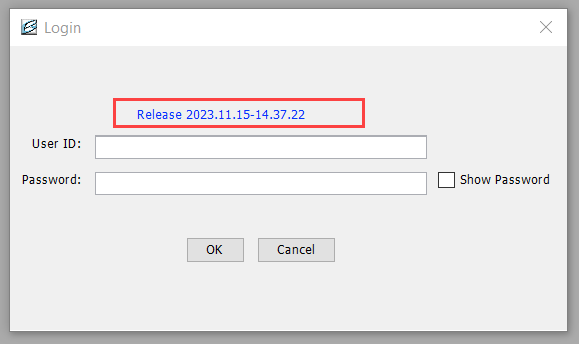 Login
Release 2023.11.15-14.37.22
User ID:
Password:
Show Password
OK
Cancel